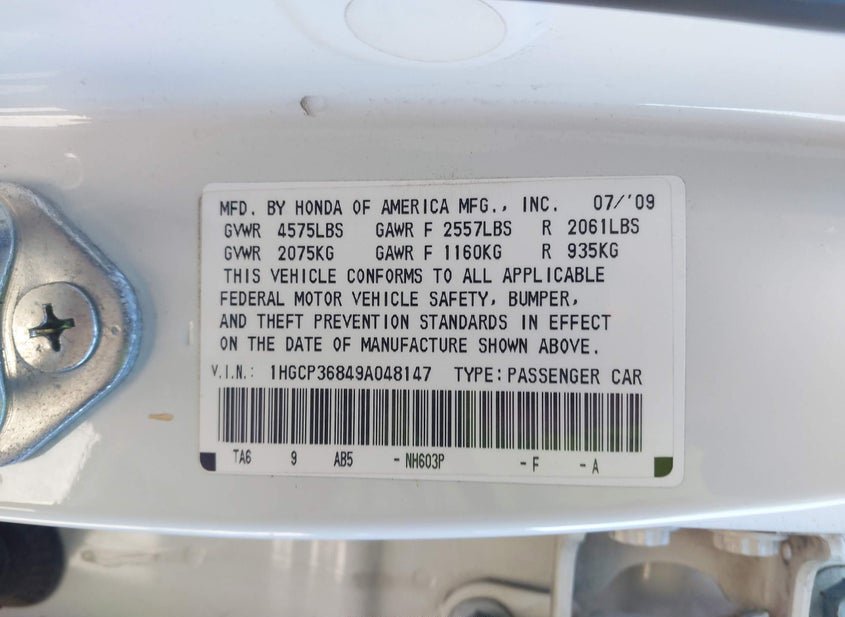 MFD. BY HONDA OF AMERICA MFG., INC. 07/'09
GVWR 4575LBS GAWR F 2557LBS R 2061LBS
GVWR 2075KG GAWR F 1160KG R 935KG
THIS VEHICLE CONFORMS TO ALL APPLICABLE
FEDERAL MOTOR VEHICLE SAFETY, BUMPER,
AND THEFT PREVENTION STANDARDS IN EFFECT
ON THE DATE OF MANUFACTURE SHOWN ABOVE.
V.I.N.: 1HGCP36849A048147 TYPE: PASSENGER CAR
TA6 9 AB5 -NH603P -F -A